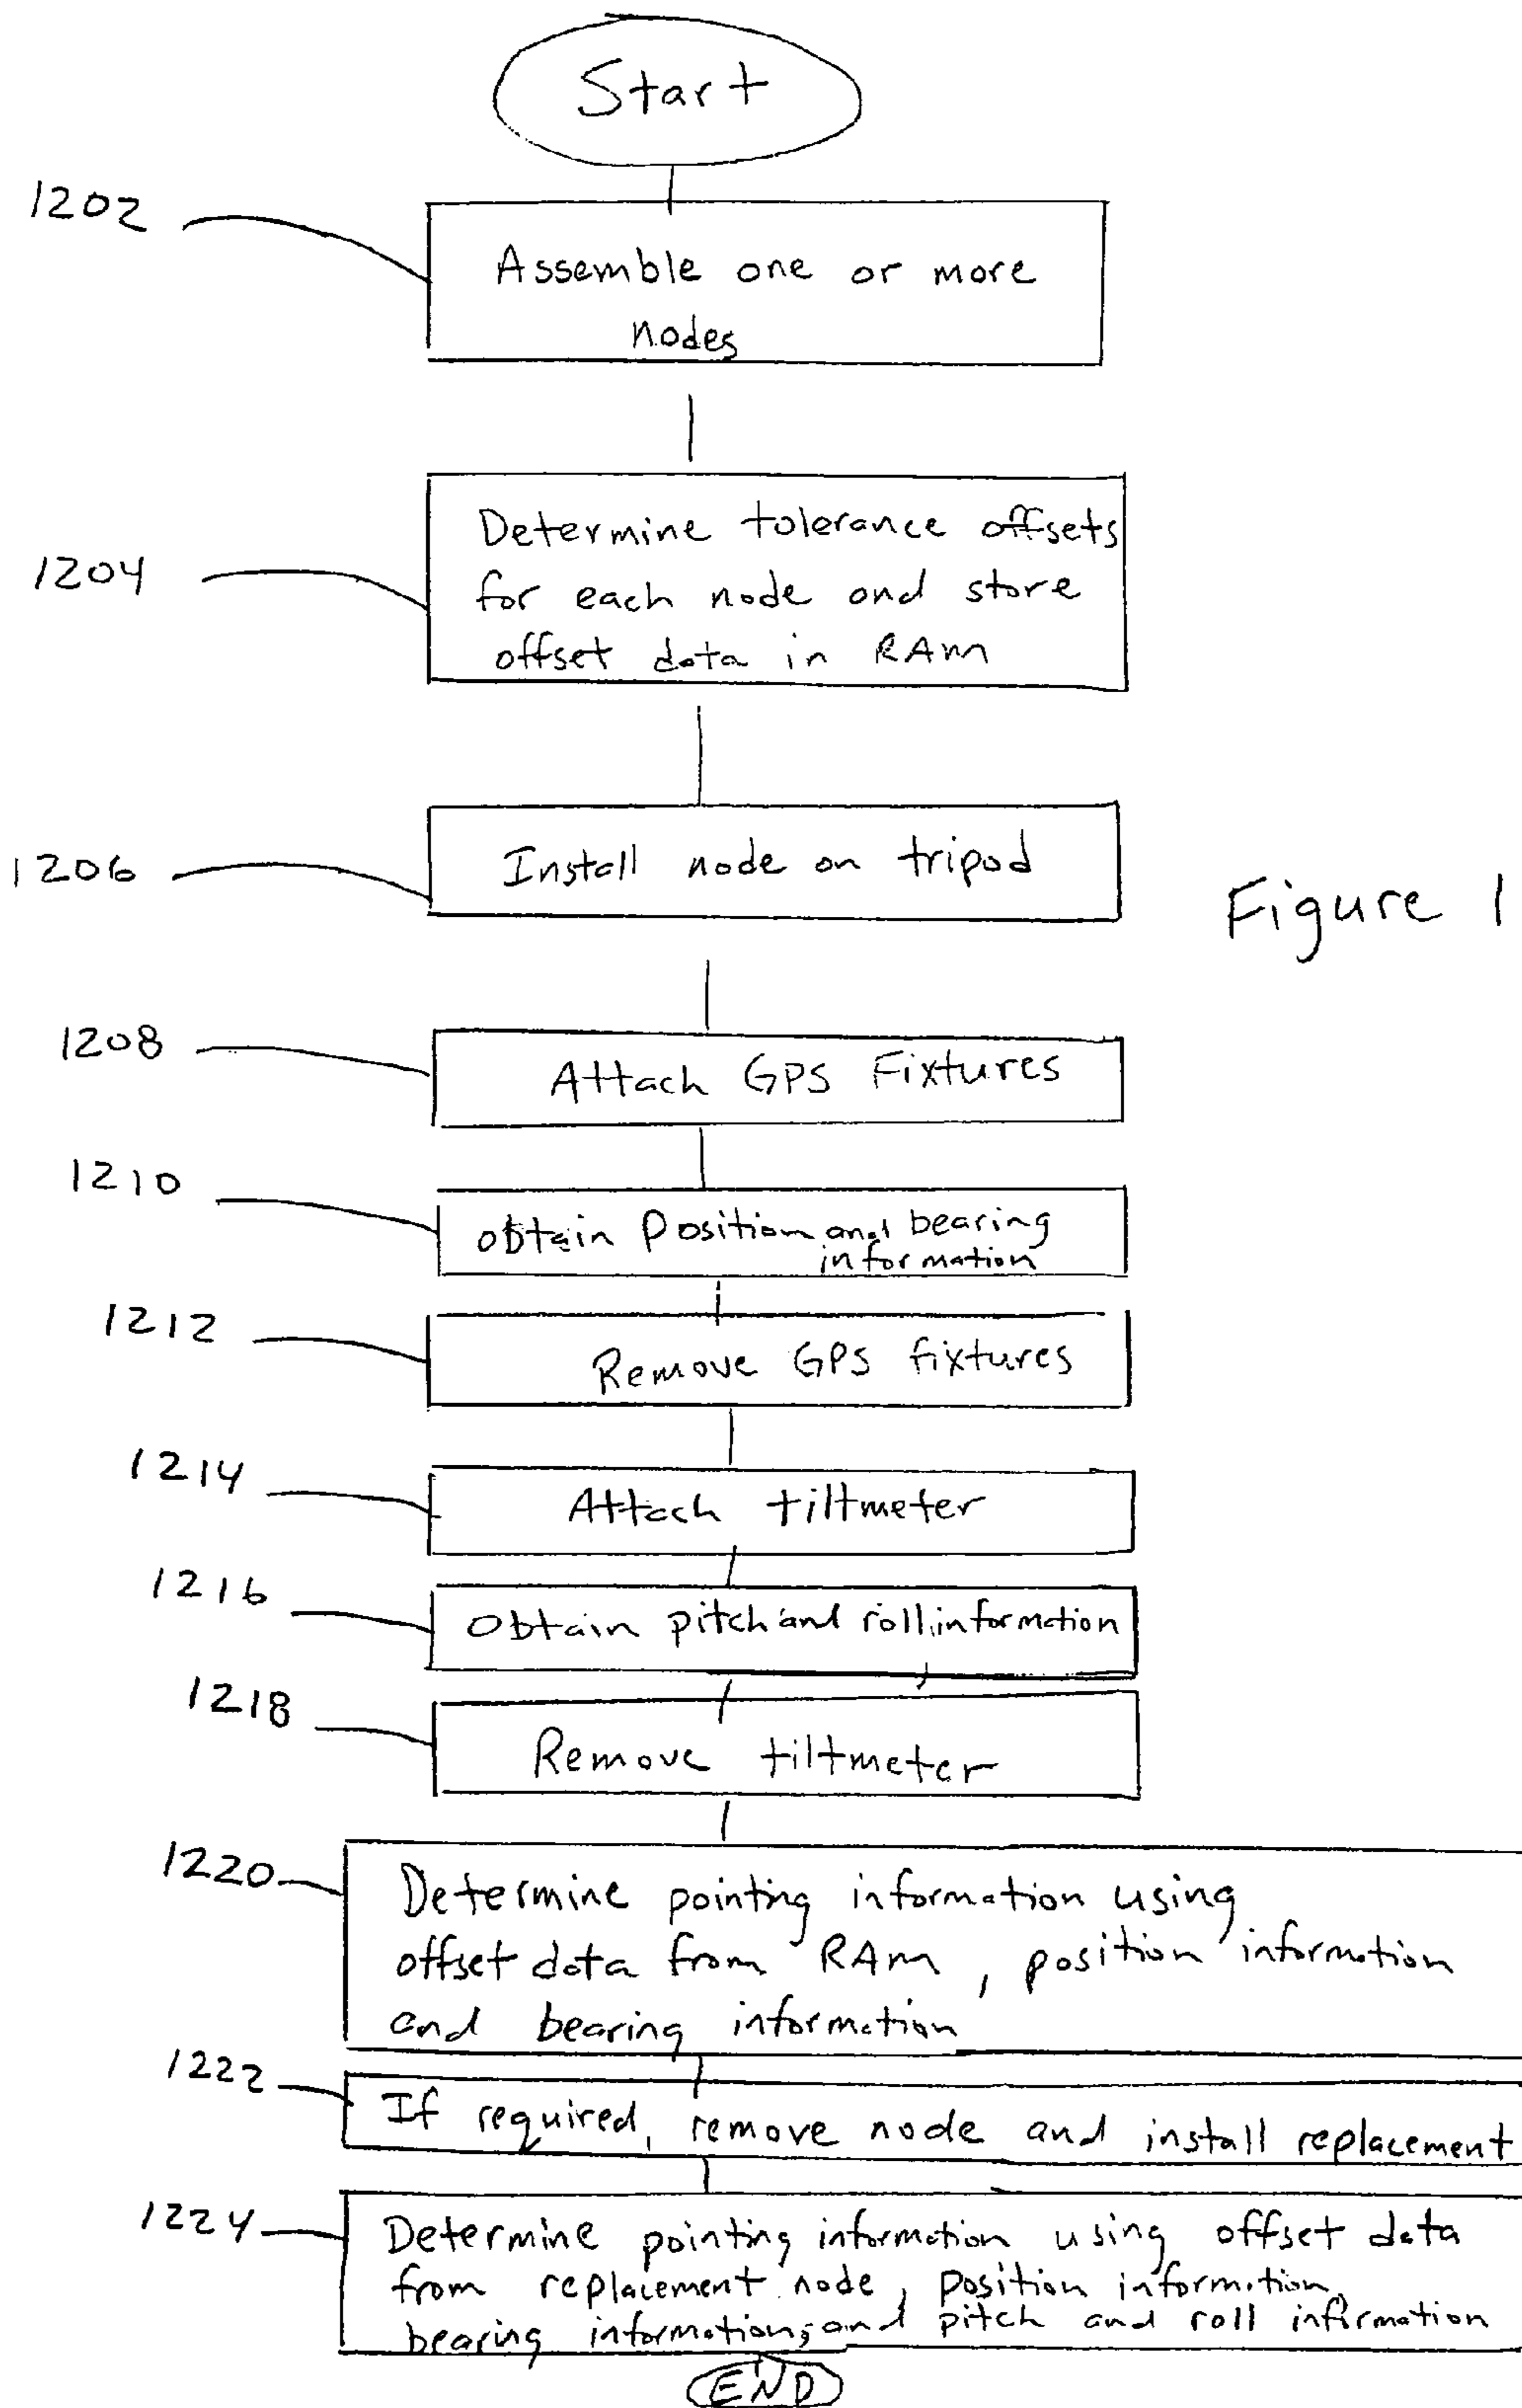 Start
1202
Assemble one or more
nodes
1204
Determine tolerance offsets
for each node and store
offset data in RAM
1206
Install node on tripod
Figure 1
1208
Attach GPS Fixtures
1210
obtain Position and bearing
information
1212
Remove GPS fixtures
1214
Attach tiltmeter
1216
Obtain pitch and roll information
1218
Remove tiltmeter
1220
Determine pointing information using
offset data from RAM, position information
and bearing information
1222
If required, remove node and install replacement
1224
Determine pointing information using offset data
from replacement node, position information,
bearing information, and pitch and roll information
END